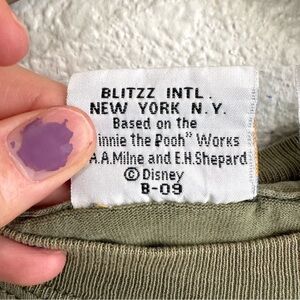 BLITZZ INTL.
NEW YORK N.Y.
Based on the
innie the Pooh" Works
A.A.Milne and E.H.Shepard
© Disney
B-09